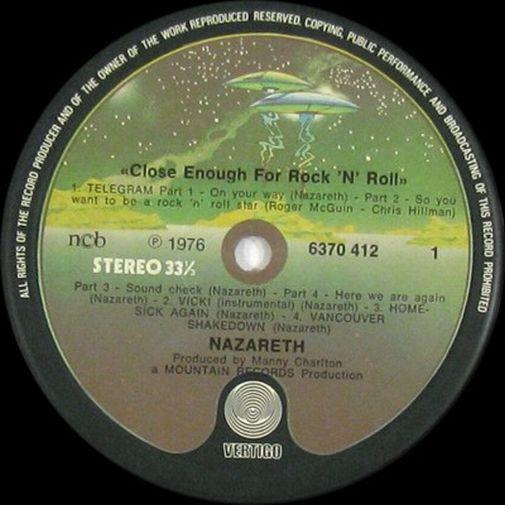 ALL RIGHTS OF THE RECORD PRODUCER AND OF THE OWNER OF THE WORK REPRODUCED RESERVED. COPYING, PUBLIC PERFORMANCE AND BROADCASTING OF THIS RECORD PROHIBITED
«Close Enough For Rock 'N' Roll»
1. TELEGRAM Part 1 - On your way (Nazareth) - Part 2 - So you
want to be a rock 'n' roll star (Roger McGuin - Chris Hillman)
ncb ℗ 1976 6370 412 1
STEREO 33⅓
Part 3 - Sound check (Nazareth) - Part 4 - Here we are again
(Nazareth) - 2. VICKI (instrumental) (Nazareth) - 3. HOME-
SICK AGAIN (Nazareth) - 4. VANCOUVER
SHAKEDOWN (Nazareth)
NAZARETH
Produced by Manny Charlton
a MOUNTAIN RECORDS Production
VERTIGO